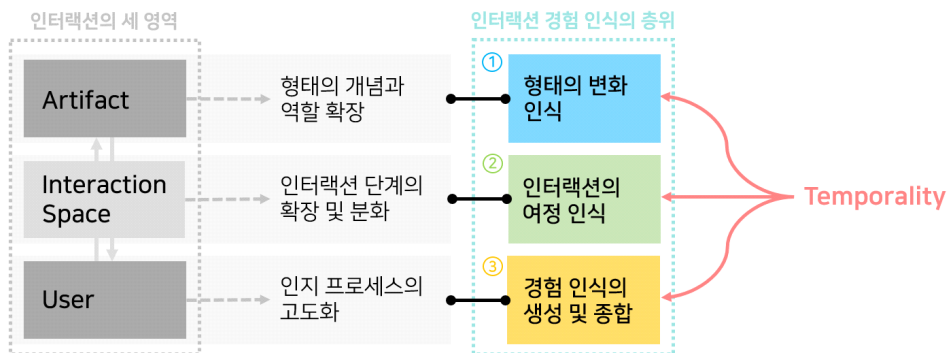 인터랙션의 세 영역
인터랙션 경험 인식의 층위
Artifact
형태의 개념과
역할 확장
①
형태의 변화
인식
Interaction
Space
인터랙션 단계의
확장 및 분화
②
인터랙션의
여정 인식
Temporality
User
인지 프로세스의
고도화
③
경험 인식의
생성 및 종합